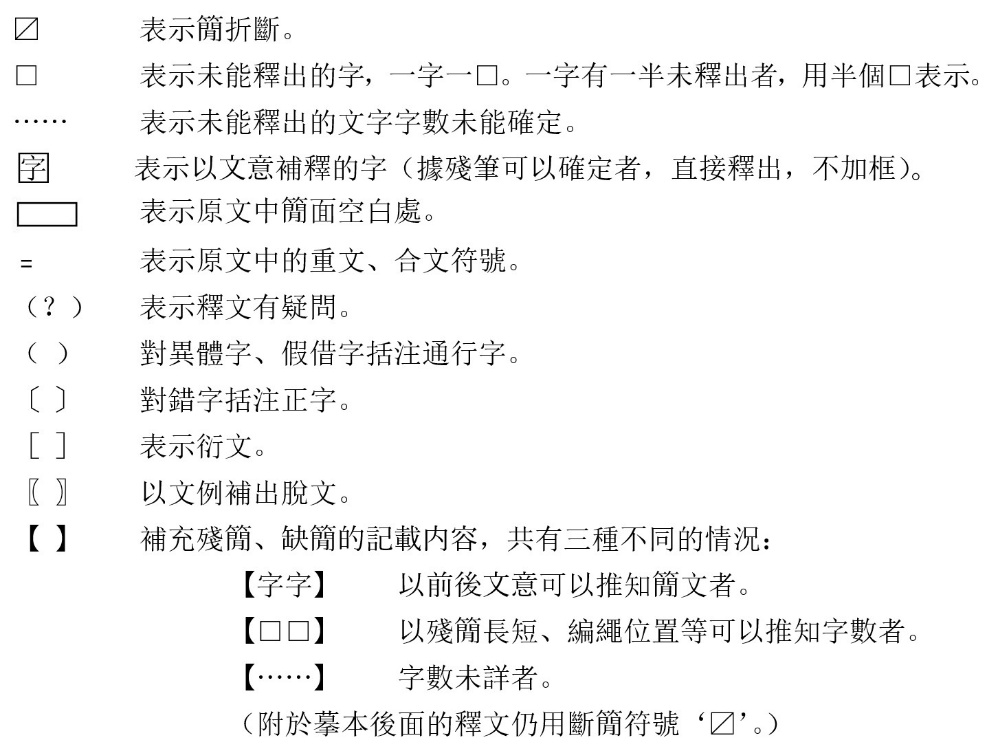 〼 表示簡折斷。
□ 表示未能釋出的字，一字一□。一字有一半未釋出者，用半個□表示。
…… 表示未能釋出的文字字數未能確定。
字 表示以文意補釋的字（據殘筆可以確定者，直接釋出，不加框）。
表示原文中簡面空白處。
= 表示原文中的重文、合文符號。
（？） 表示釋文有疑問。
（ ） 對異體字、假借字括注通行字。
〔 〕 對錯字括注正字。
[ ] 表示衍文。
〖 〗 以文例補出脫文。
【 】 補充殘簡、缺簡的記載内容，共有三種不同的情況：
【字字】 以前後文意可以推知簡文者。
【□□】 以殘簡長短、編繩位置等可以推知字數者。
【……】 字數未詳者。
（附於摹本後面的釋文仍用斷簡符號‘〼’。）